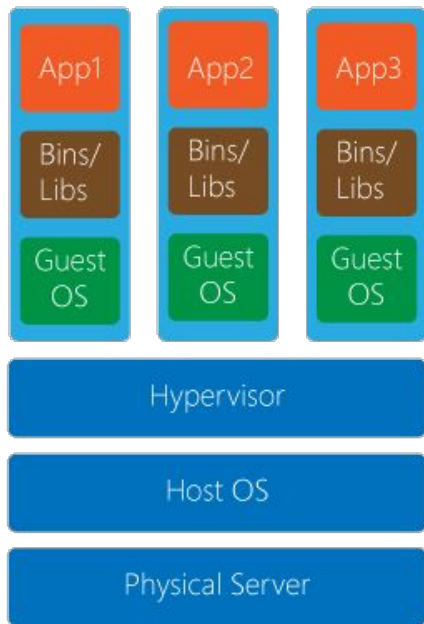 App1
App2
App3
Bins/
Libs
Bins/
Libs
Bins/
Libs
Guest
OS
Guest
OS
Guest
OS
Hypervisor
Host OS
Physical Server